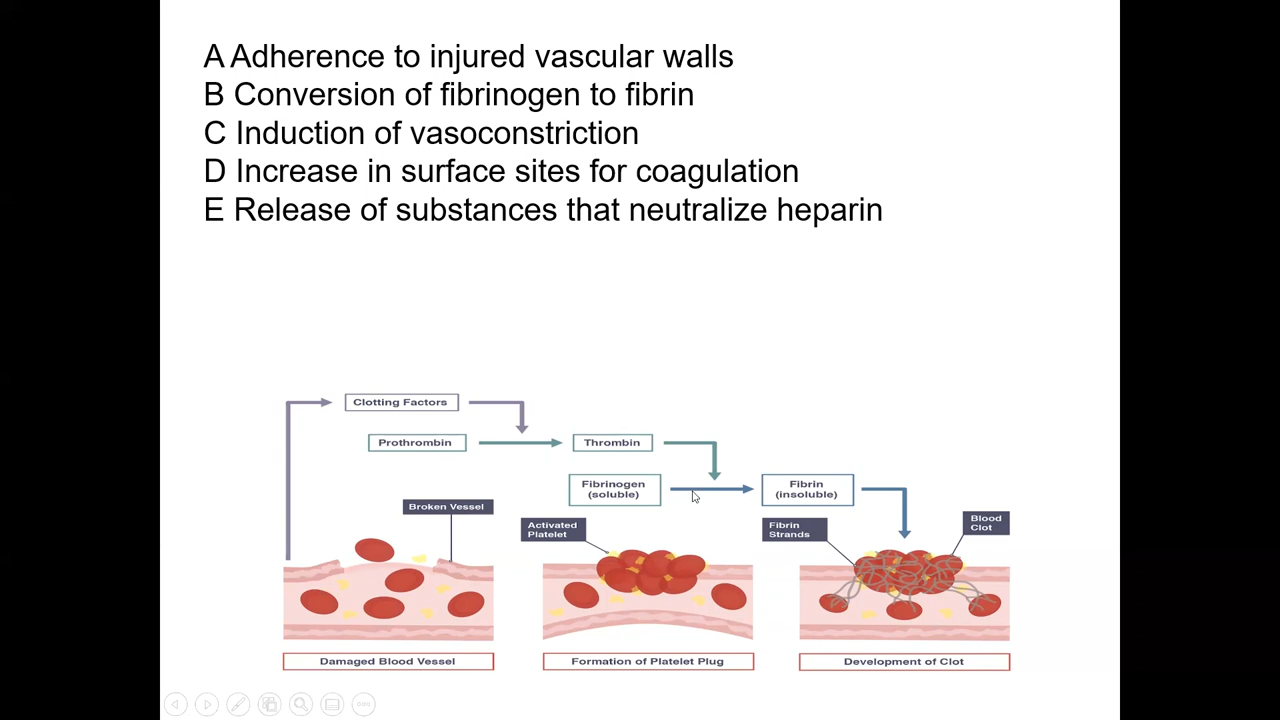 A Adherence to injured vascular walls
B Conversion of fibrinogen to fibrin
C Induction of vasoconstriction
D Increase in surface sites for coagulation
E Release of substances that neutralize heparin
Clotting Factors
Prothrombin
Thrombin
Fibrinogen
(soluble)
Fibrin
(insoluble)
Broken Vessel
Activated
Platelet
Fibrin
Strands
Blood
Clot
Damaged Blood Vessel
Formation of Platelet Plug
Development of Clot